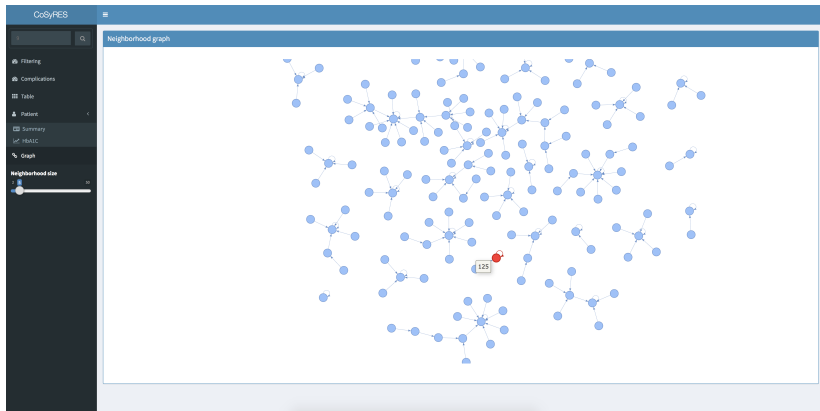 CoSyRES
Neighborhood graph
Filtering
Complications
Table
Patient
Summary
HbA1C
Graph
Neighborhood size
125